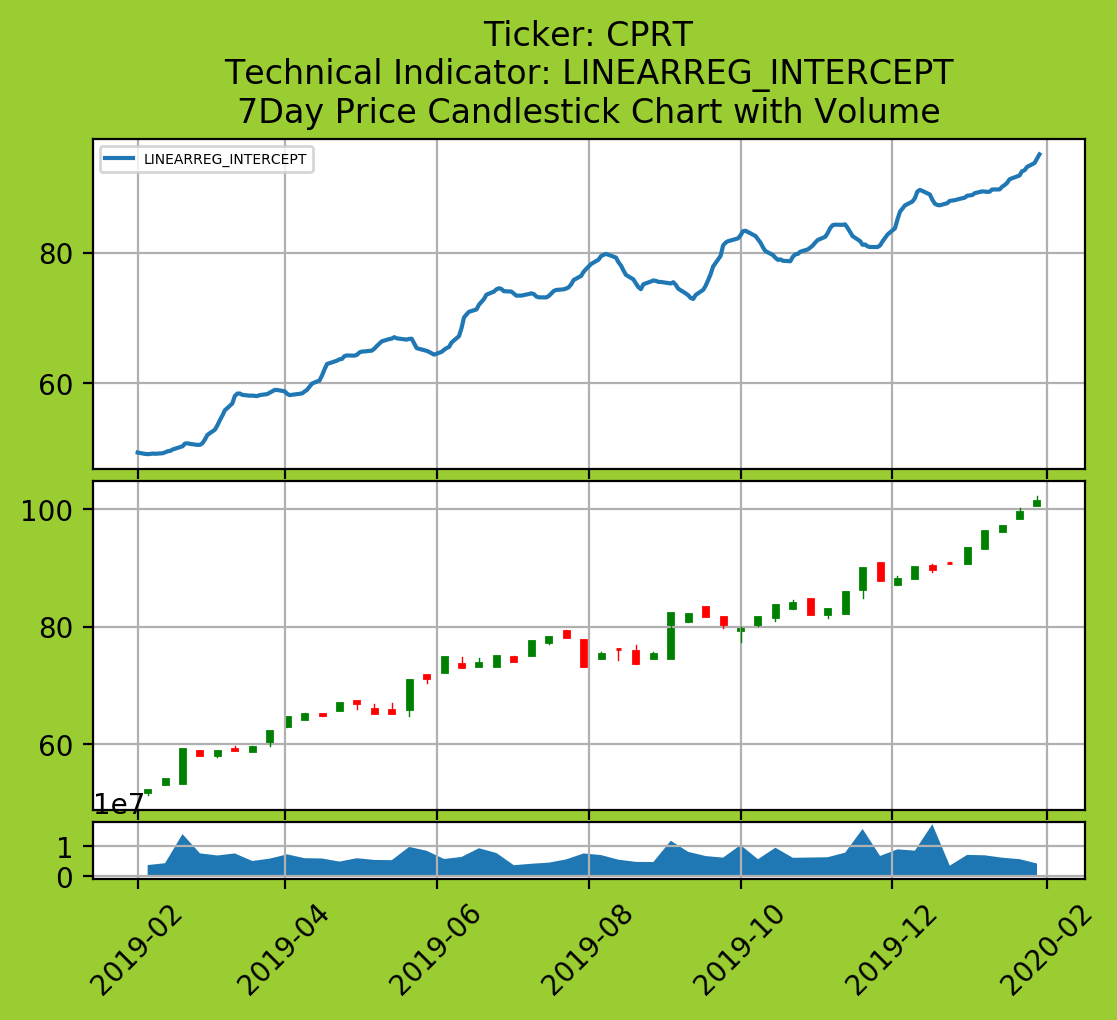 Ticker: CPRT
Technical Indicator: LINEARREG_INTERCEPT
7Day Price Candlestick Chart with Volume
LINEARREG_INTERCEPT
80
60
100
80
60
1e7
1
0
2019-02
2019-04
2019-06
2019-08
2019-10
2019-12
2020-02